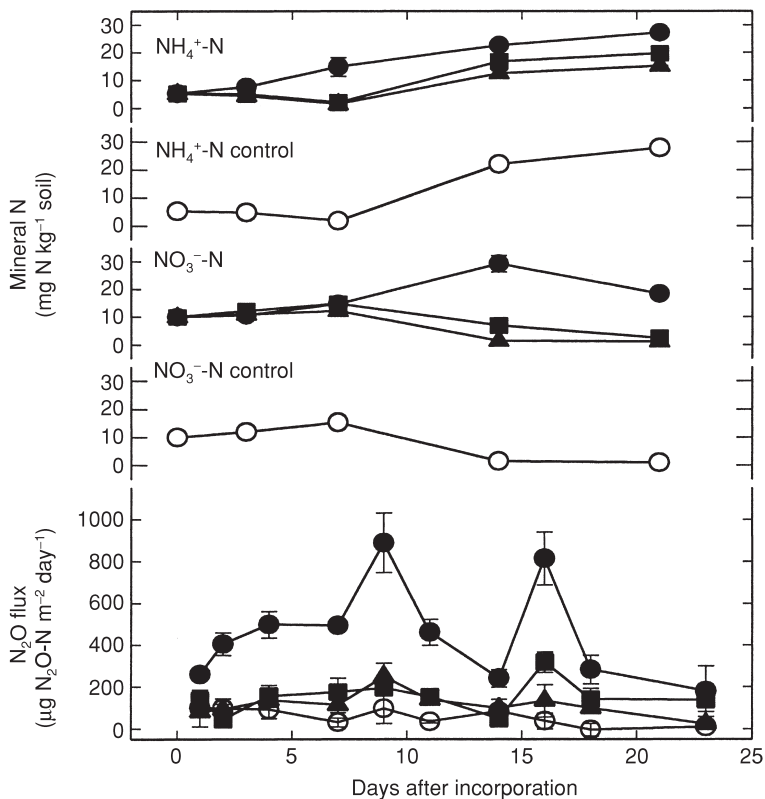 NH₄⁺-N
30
20
10
0
NH₄⁺-N control
30
20
10
0
Mineral N
(mg N kg⁻¹ soil)
NO₃⁻-N
30
20
10
0
NO₃⁻-N control
30
20
10
0
N₂O flux
(µg N₂O-N m⁻² day⁻¹)
1000
800
600
400
200
0
0 5 10 15 20 25
Days after incorporation